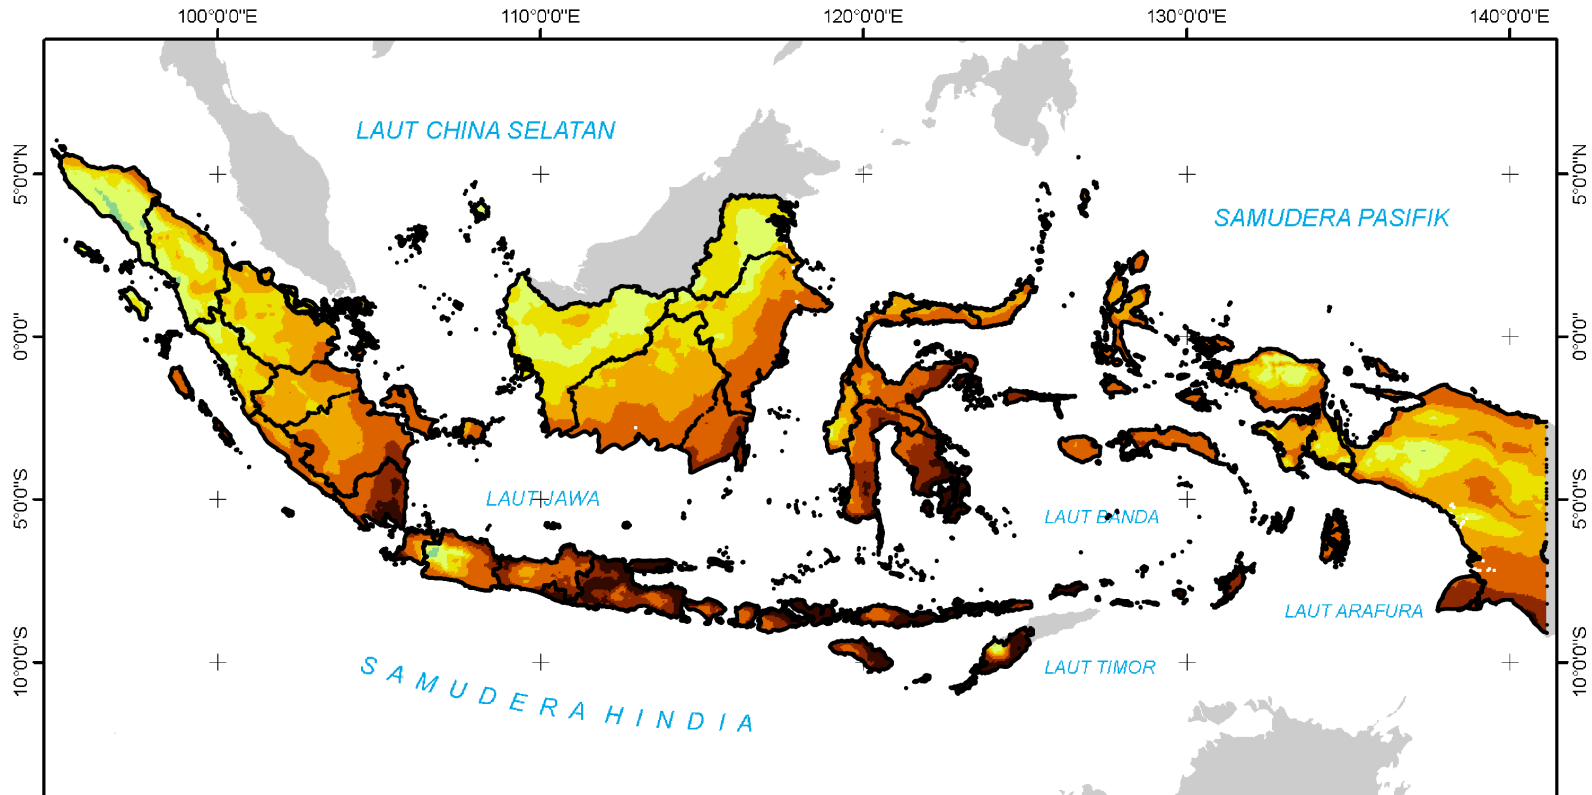 100°0'0"E 110°0'0"E 120°0'0"E 130°0'0"E 140°0'0"E
LAUT CHINA SELATAN
5°0'0"N 5°0'0"N
SAMUDERA PASIFIK
0°0'0" 0°0'0"
LAUT JAWA
5°0'0"S 5°0'0"S
LAUT BANDA
LAUT ARAFURA
10°0'0"S 10°0'0"S
LAUT TIMOR
SAMUDERA HINDIA